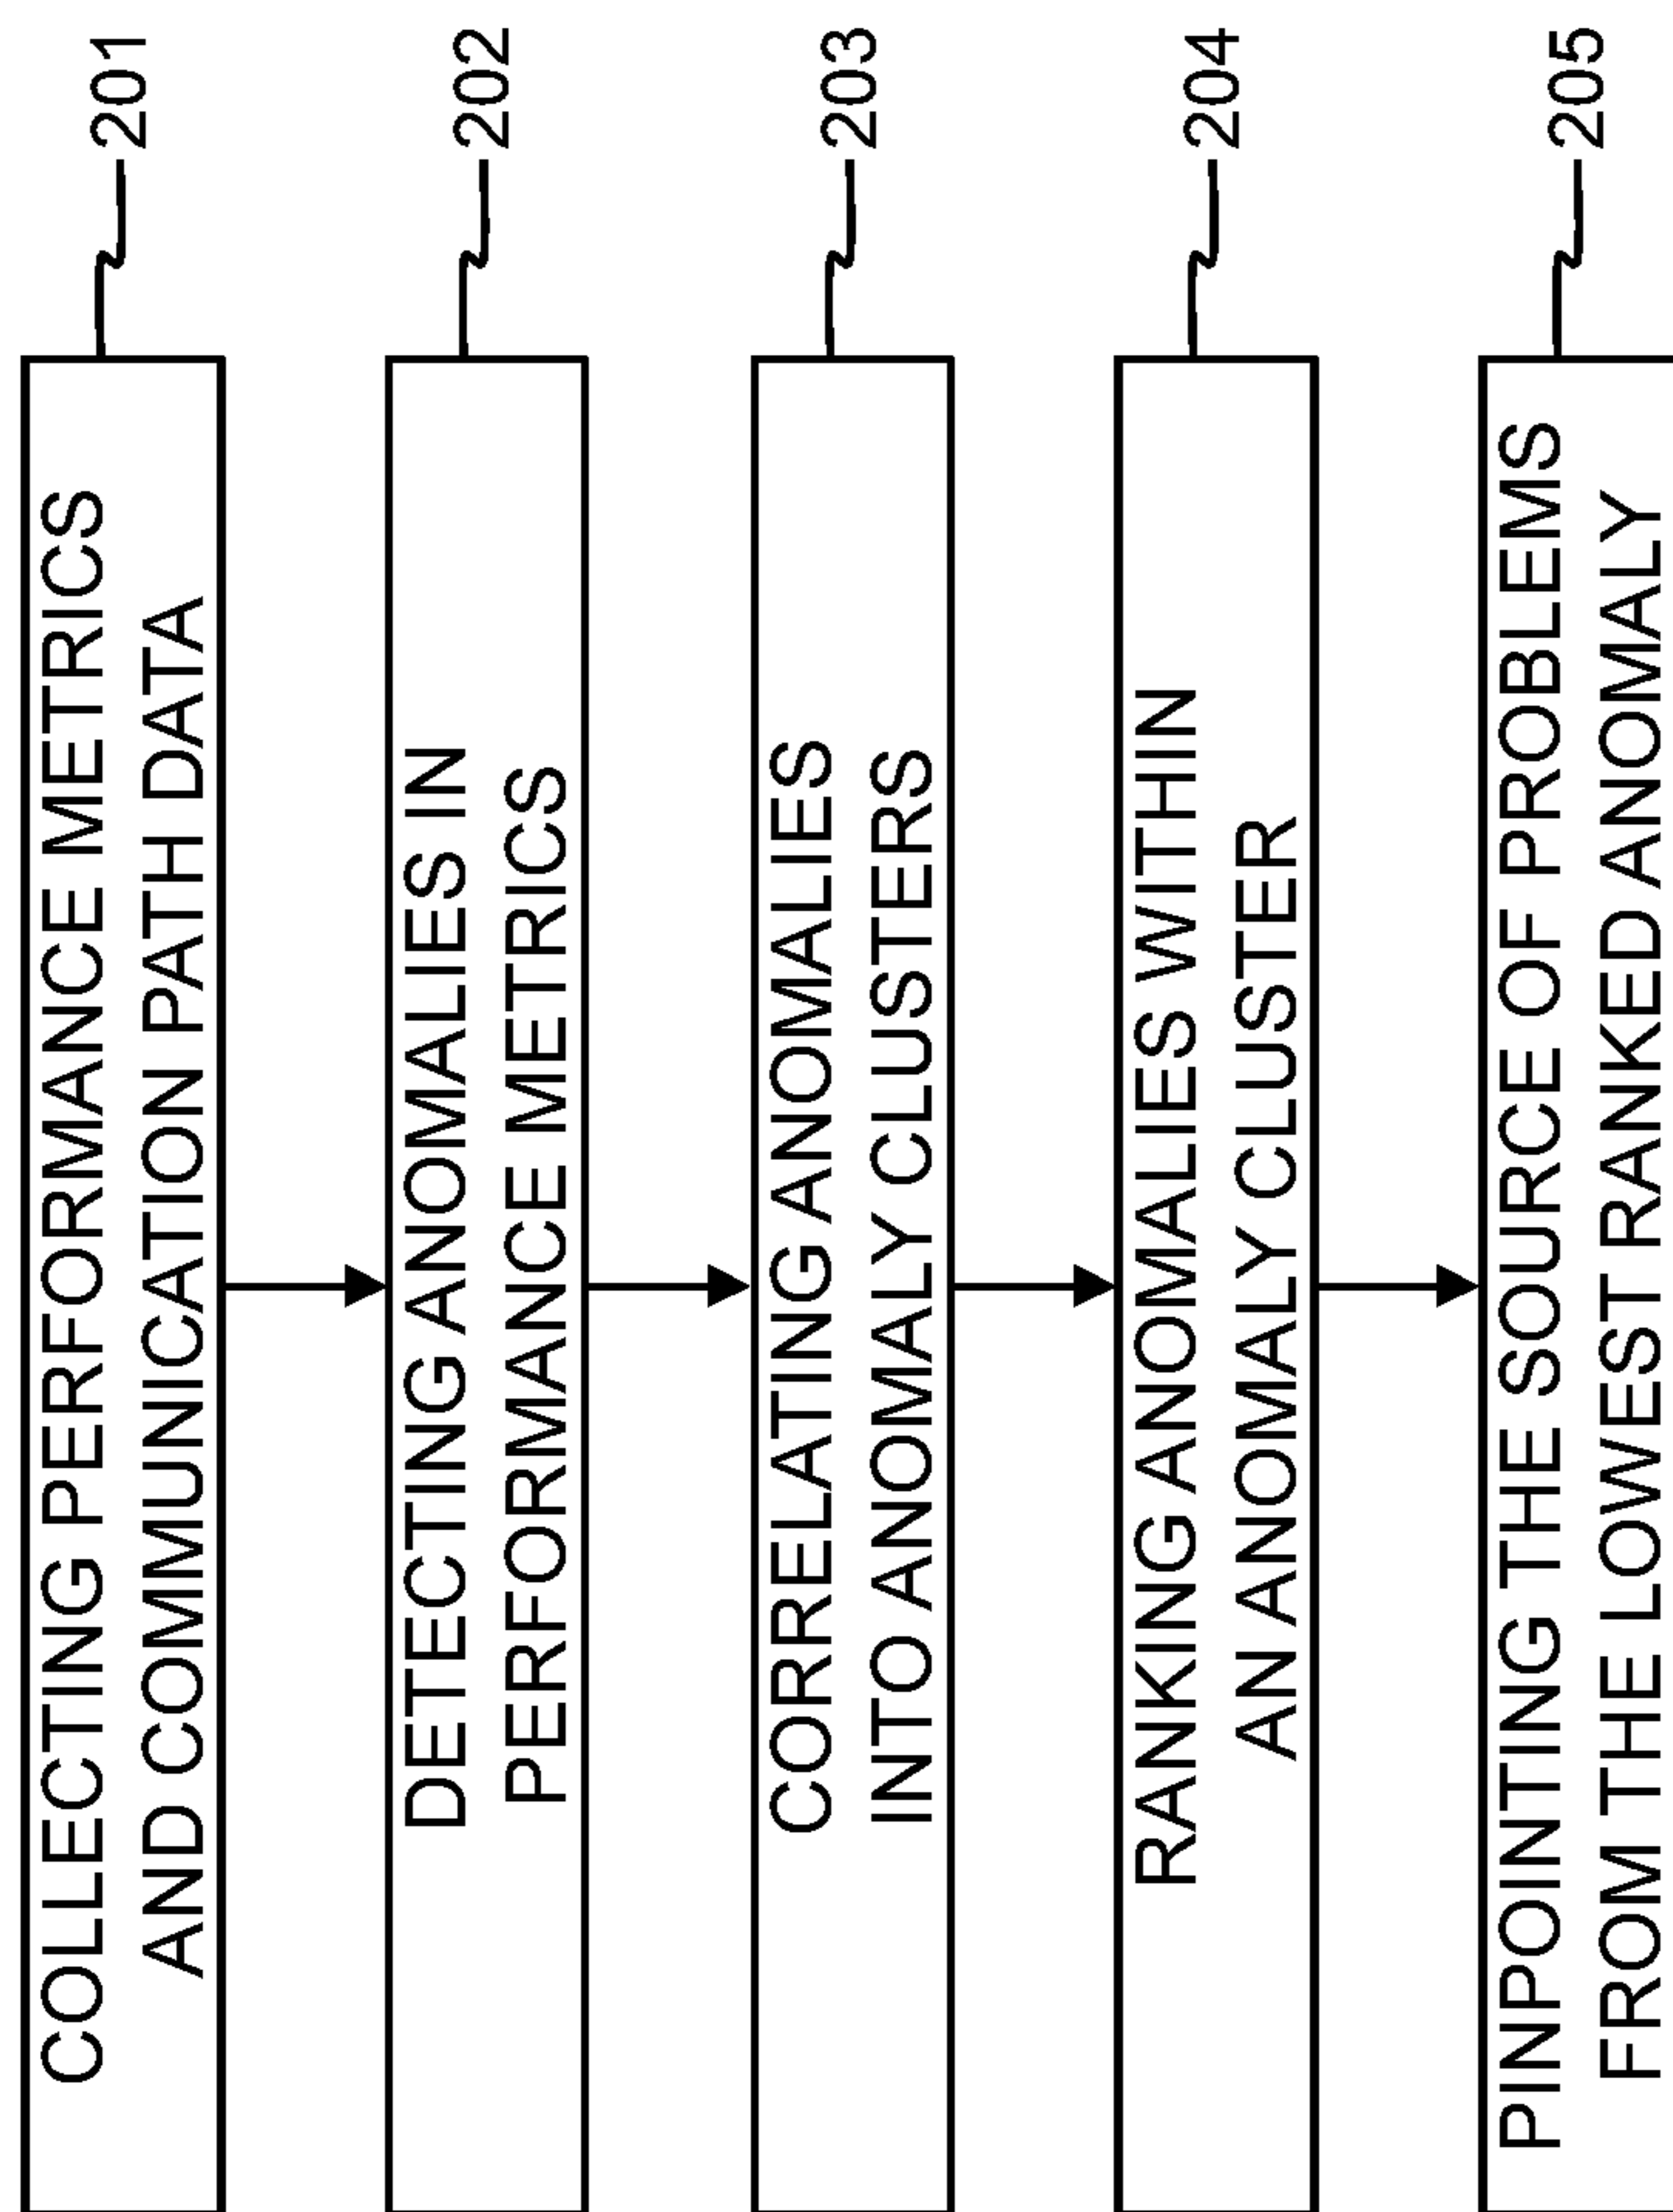 COLLECTING PERFORMANCE METRICS
AND COMMUNICATION PATH DATA
201
DETECTING ANOMALIES IN
PERFORMANCE METRICS
202
CORRELATING ANOMALIES
INTO ANOMALY CLUSTERS
203
RANKING ANOMALIES WITHIN
AN ANOMALY CLUSTER
204
PINPOINTING THE SOURCE OF PROBLEMS
FROM THE LOWEST RANKED ANOMALY
205